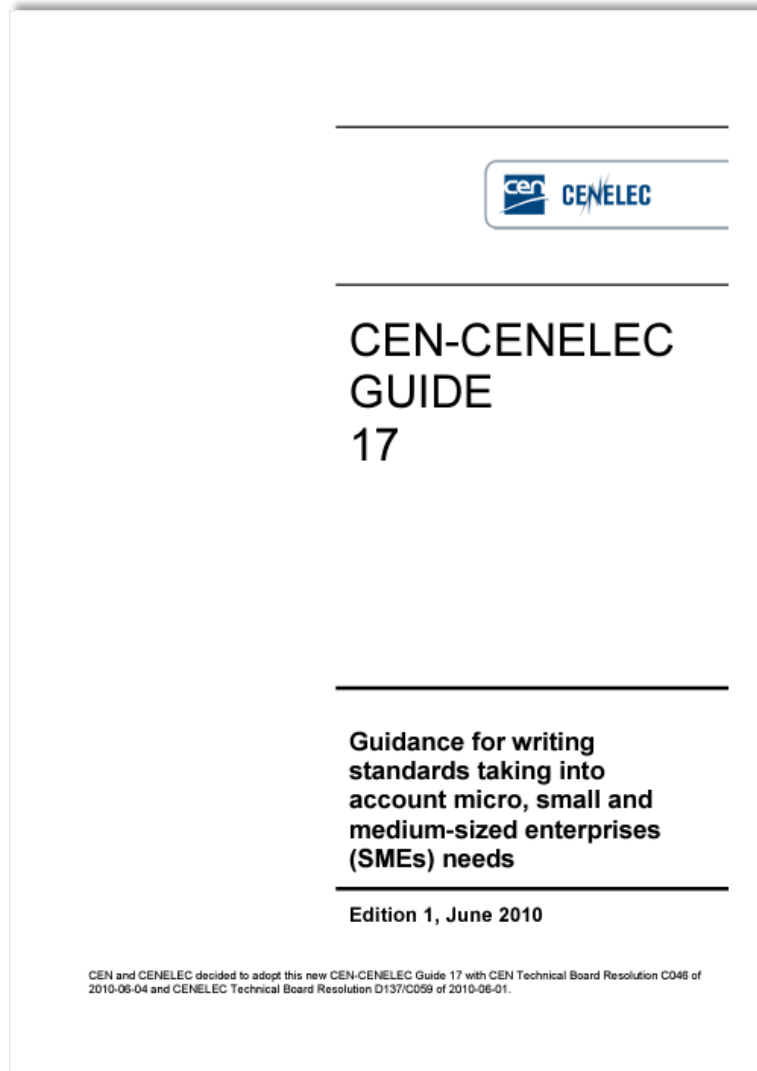 cen CENELEC
CEN-CENELEC
GUIDE
17
Guidance for writing
standards taking into
account micro, small and
medium-sized enterprises
(SMEs) needs
Edition 1, June 2010
CEN and CENELEC decided to adopt this new CEN-CENELEC Guide 17 with CEN Technical Board Resolution C046 of
2010-06-04 and CENELEC Technical Board Resolution D137/C059 of 2010-06-01.